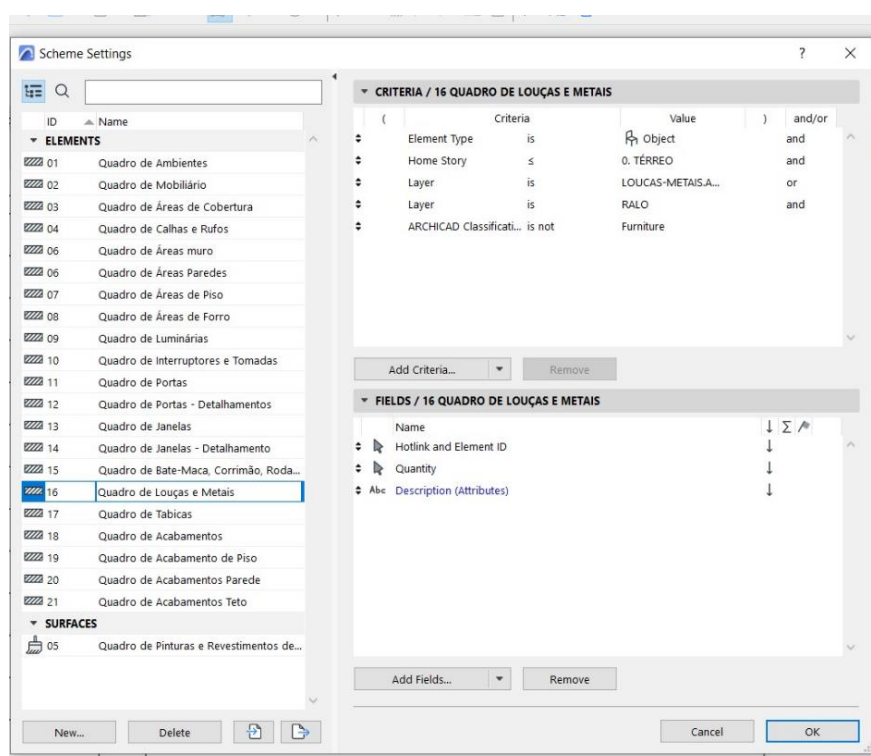 Scheme Settings
ID Name
ELEMENTS
01 Quadro de Ambientes
02 Quadro de Mobiliário
03 Quadro de Áreas de Cobertura
04 Quadro de Calhas e Rufos
06 Quadro de Áreas muro
06 Quadro de Áreas Paredes
07 Quadro de Áreas de Piso
08 Quadro de Áreas de Forro
09 Quadro de Luminárias
10 Quadro de Interruptores e Tomadas
11 Quadro de Portas
12 Quadro de Portas - Detalhamentos
13 Quadro de Janelas
14 Quadro de Janelas - Detalhamento
15 Quadro de Bate-Maca, Corrimão, Roda...
16 Quadro de Louças e Metais
17 Quadro de Tabicas
18 Quadro de Acabamentos
19 Quadro de Acabamento de Piso
20 Quadro de Acabamentos Parede
21 Quadro de Acabamentos Teto
SURFACES
05 Quadro de Pinturas e Revestimentos de...
New... Delete
CRITERIA / 16 QUADRO DE LOUÇAS E METAIS
( Criteria Value ) and/or
Element Type is Object and
Home Story ≤ 0. TÉRREO and
Layer is LOUCAS-METAIS.A... or
Layer is RALO and
ARCHICAD Classificati... is not Furniture
Add Criteria... Remove
FIELDS / 16 QUADRO DE LOUÇAS E METAIS
Name
Hotlink and Element ID
Quantity
Abc Description (Attributes)
Add Fields... Remove
Cancel OK